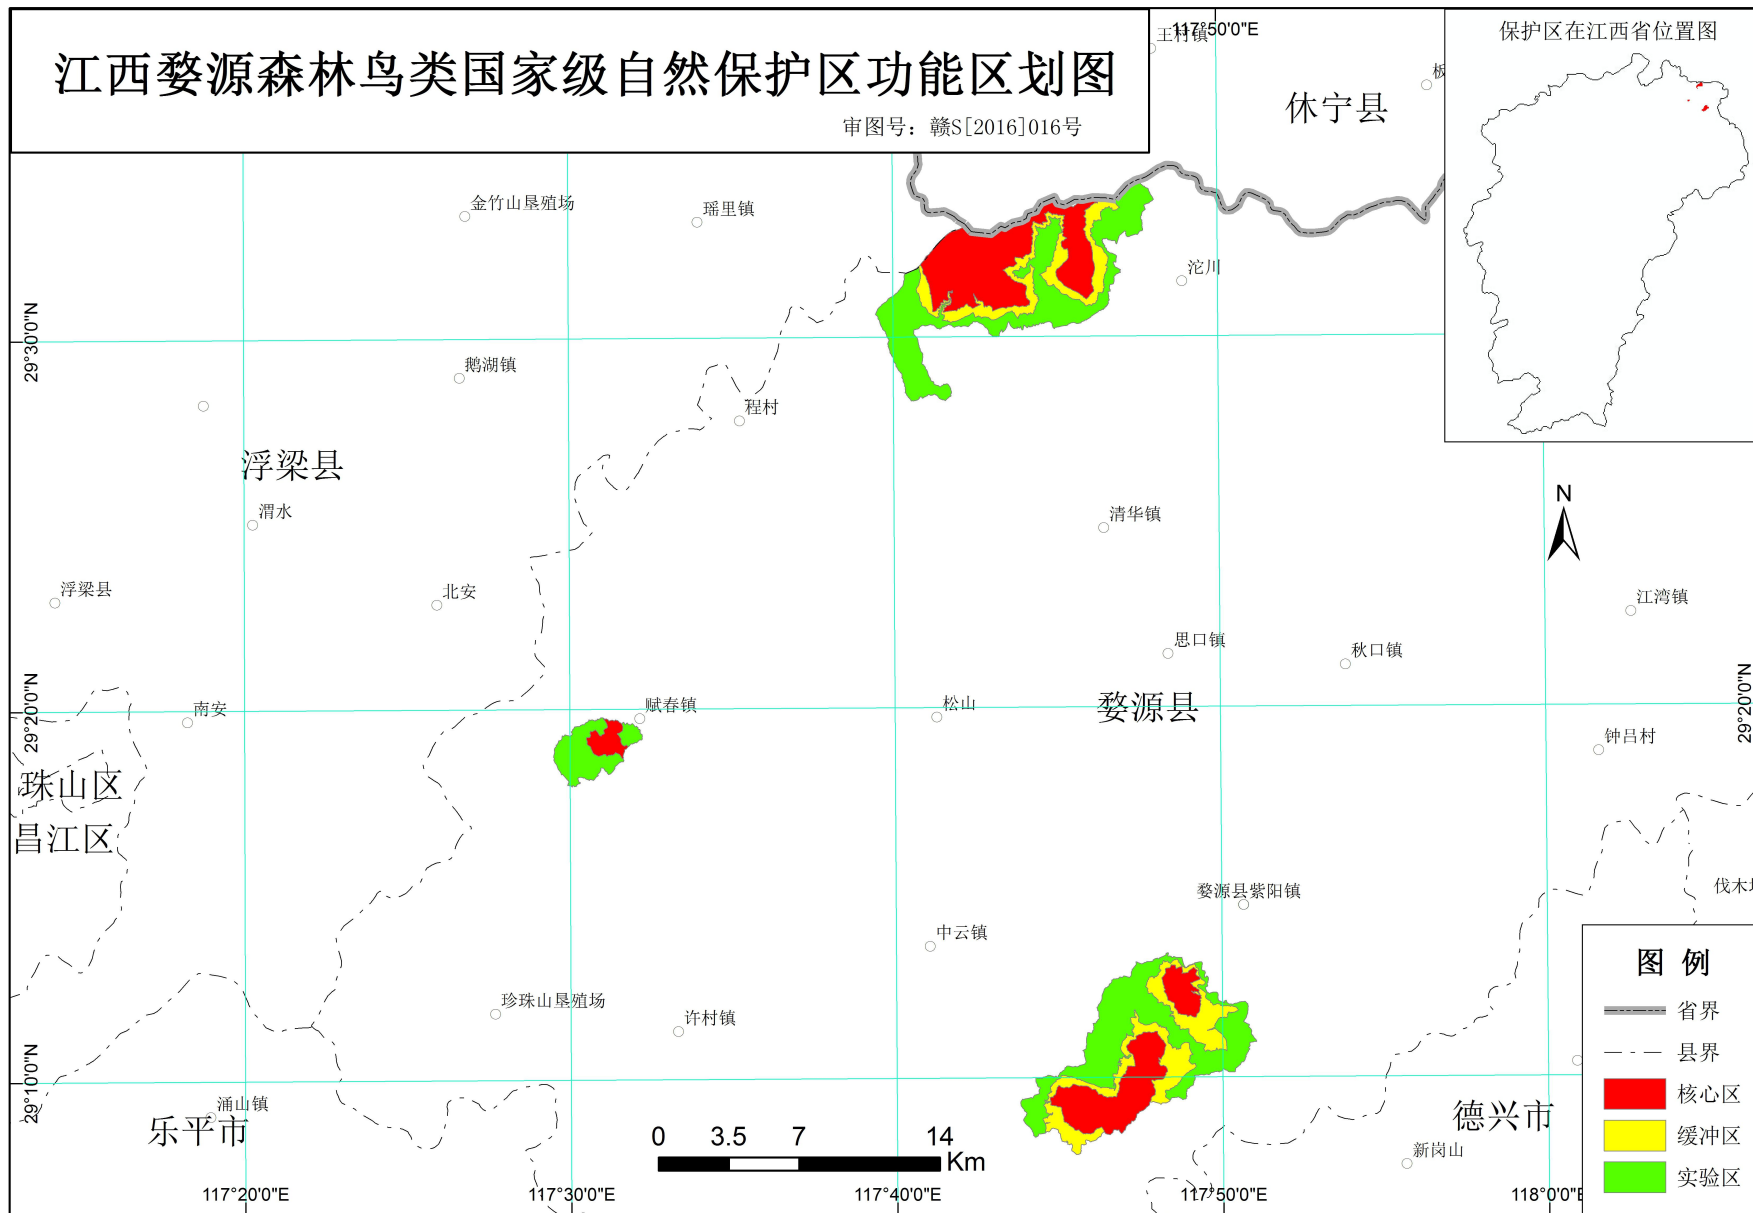 江西婺源森林鸟类国家级自然保护区功能区划图
审图号：赣S[2016]016号
117°50'0"E
王村镇
休宁县
板
保护区在江西省位置图
金竹山垦殖场
瑶里镇
沱川
29°30'0"N
鹅湖镇
程村
浮梁县
渭水
清华镇
N
浮梁县
北安
江湾镇
思口镇
秋口镇
29°20'0"N
南安
赋春镇
松山
婺源县
29°20'0"N
钟吕村
珠山区
昌江区
伐木场
婺源县紫阳镇
中云镇
珍珠山垦殖场
许村镇
29°10'0"N
涌山镇
乐平市
德兴市
新岗山
0 3.5 7 14
Km
117°20'0"E
117°30'0"E
117°40'0"E
117°50'0"E
118°0'0"E
图 例
省界
县界
核心区
缓冲区
实验区